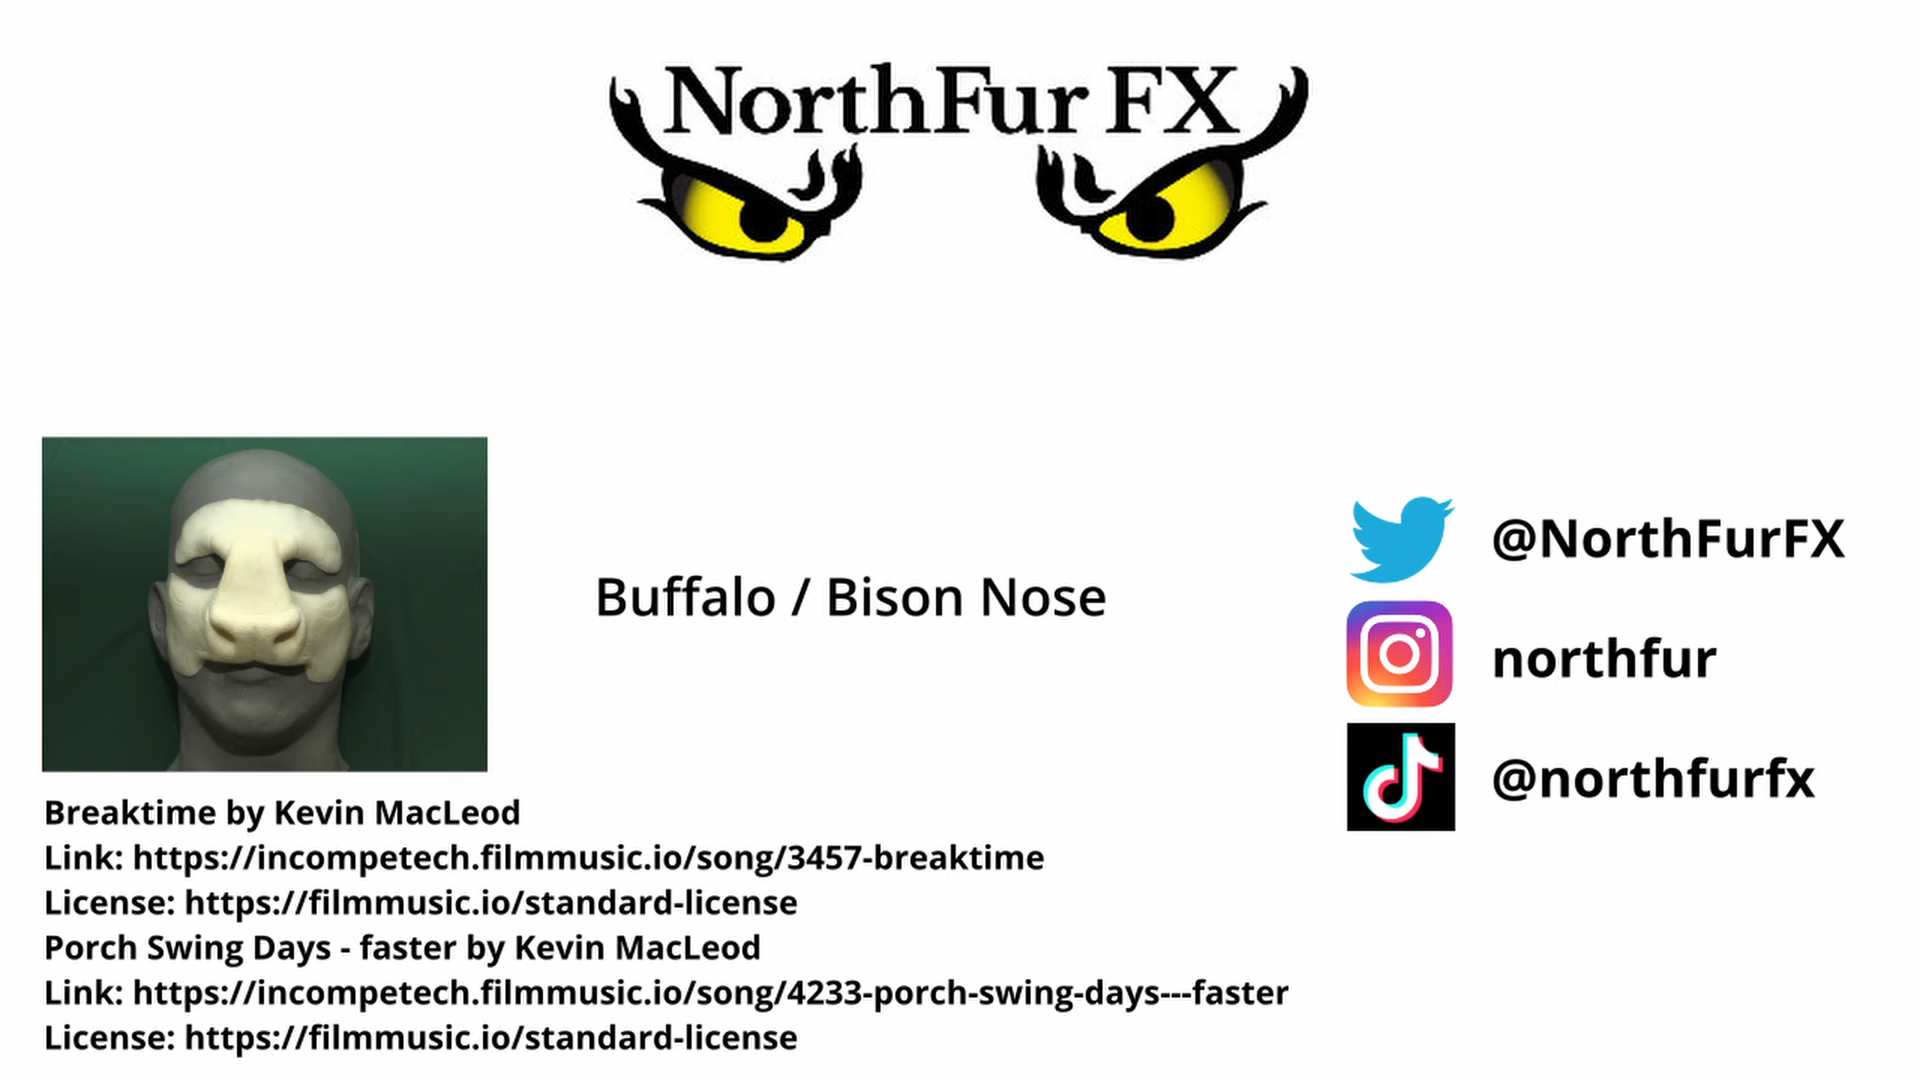 NorthFur FX
Buffalo / Bison Nose
@NorthFurFX
northfur
@northfurfx
Breaktime by Kevin MacLeod
Link: https://incompetech.filmmusic.io/song/3457-breaktime
License: https://filmmusic.io/standard-license
Porch Swing Days - faster by Kevin MacLeod
Link: https://incompetech.filmmusic.io/song/4233-porch-swing-days---faster
License: https://filmmusic.io/standard-license